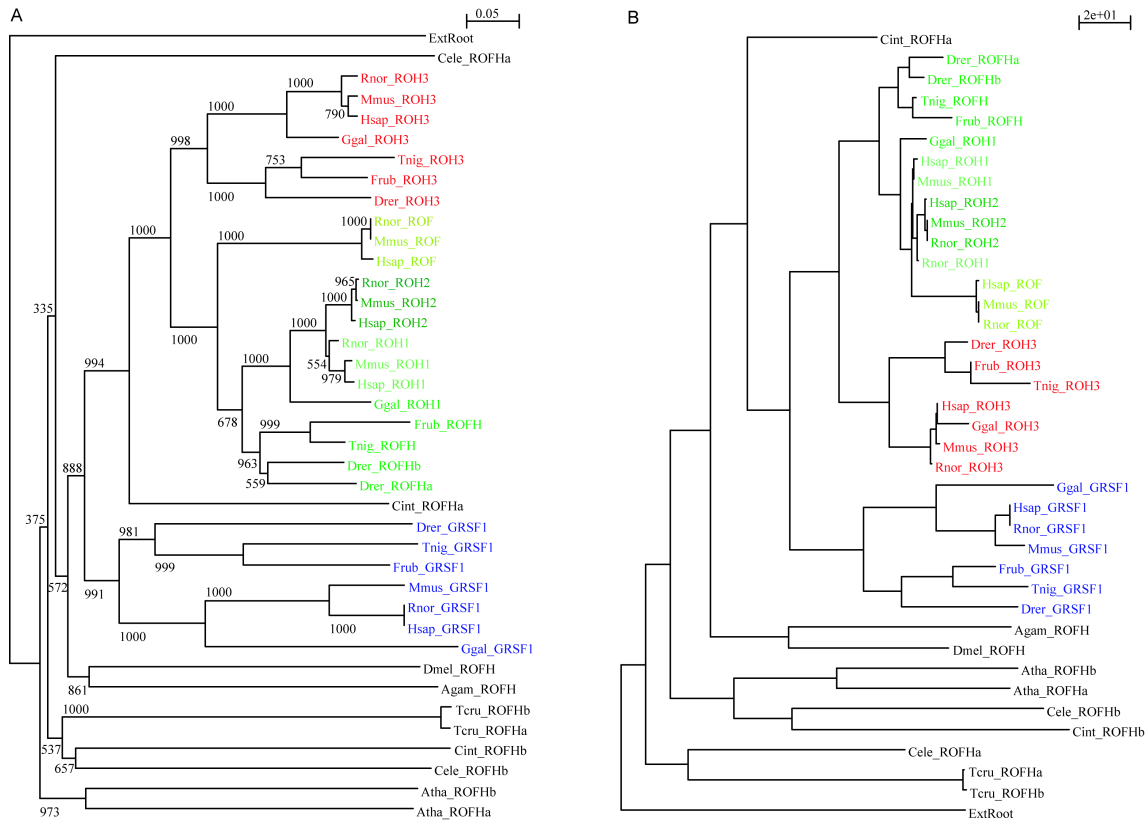 A
0.05
ExtRoot
Cele_ROFHa
Rnor_ROH3
1000
Mmus_ROH3
1000
790
Hsap_ROH3
998
Ggal_ROH3
753
Tnig_ROH3
Frub_ROH3
1000
Drer_ROH3
1000
Rnor_ROF
1000
1000
Mmus_ROF
Hsap_ROF
965
Rnor_ROH2
1000
Mmus_ROH2
335
Hsap_ROH2
1000
1000
Rnor_ROH1
994
1000
554
Mmus_ROH1
979
Hsap_ROH1
Ggal_ROH1
678
999
Frub_ROFH
Tnig_ROFH
963
Drer_ROFHb
888
559
Drer_ROFHa
Cint_ROFHa
375
981
Drer_GRSF1
Tnig_GRSF1
999
Frub_GRSF1
572
991
1000
Mmus_GRSF1
Rnor_GRSF1
1000
1000
Hsap_GRSF1
Ggal_GRSF1
Dmel_ROFH
861
Agam_ROFH
1000
Tcru_ROFHb
Tcru_ROFHa
537
Cint_ROFHb
657
Cele_ROFHb
Atha_ROFHb
973
Atha_ROFHa
B
2e+01
Cint_ROFHa
Drer_ROFHa
Drer_ROFHb
Tnig_ROFH
Frub_ROFH
Ggal_ROH1
Hsap_ROH1
Mmus_ROH1
Hsap_ROH2
Mmus_ROH2
Rnor_ROH2
Rnor_ROH1
Hsap_ROF
Mmus_ROF
Rnor_ROF
Drer_ROH3
Frub_ROH3
Tnig_ROH3
Hsap_ROH3
Ggal_ROH3
Mmus_ROH3
Rnor_ROH3
Ggal_GRSF1
Hsap_GRSF1
Rnor_GRSF1
Mmus_GRSF1
Frub_GRSF1
Tnig_GRSF1
Drer_GRSF1
Agam_ROFH
Dmel_ROFH
Atha_ROFHb
Atha_ROFHa
Cele_ROFHb
Cint_ROFHb
Cele_ROFHa
Tcru_ROFHa
Tcru_ROFHb
ExtRoot